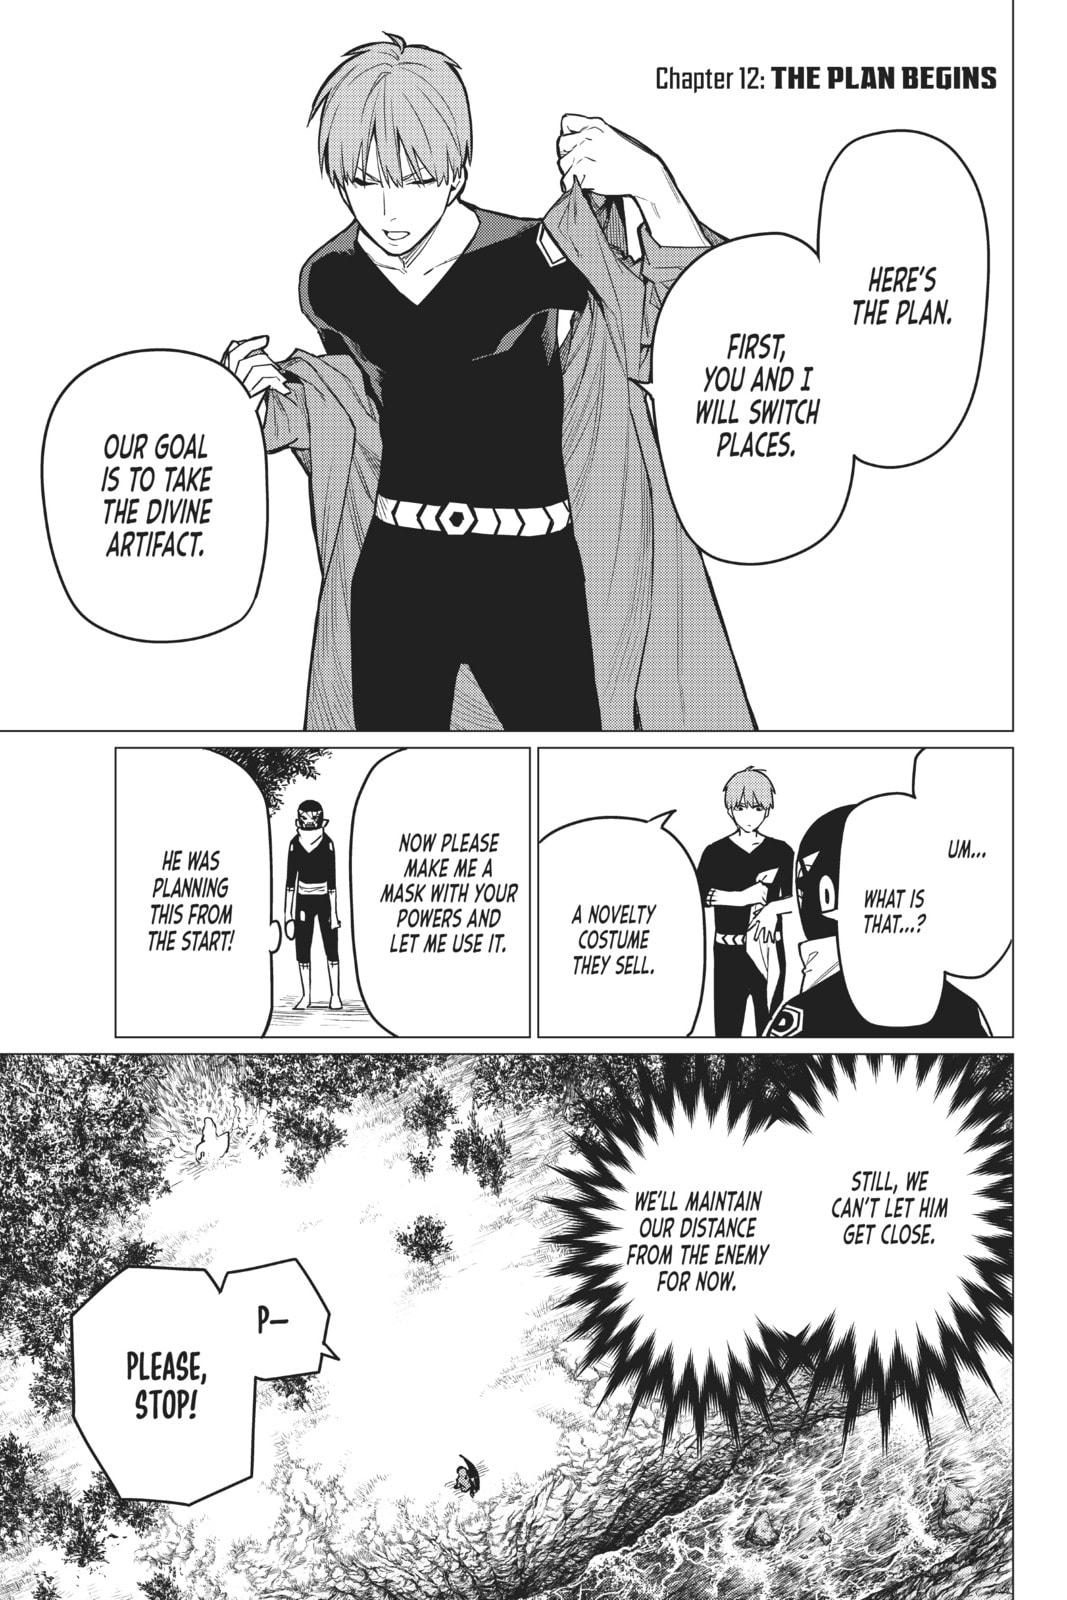 Chapter 12: THE PLAN BEGINS
HERE'S
THE PLAN.
FIRST,
YOU AND I
WILL SWITCH
PLACES.
OUR GOAL
IS TO TAKE
THE DIVINE
ARTIFACT.
UM...
WHAT IS
THAT...?
A NOVELTY
COSTUME
THEY SELL.
NOW PLEASE
MAKE ME A
MASK WITH YOUR
POWERS AND
LET ME USE IT.
HE WAS
PLANNING
THIS FROM
THE START!
STILL, WE
CAN'T LET HIM
GET CLOSE.
WE'LL MAINTAIN
OUR DISTANCE
FROM THE ENEMY
FOR NOW.
P—
PLEASE,
STOP!